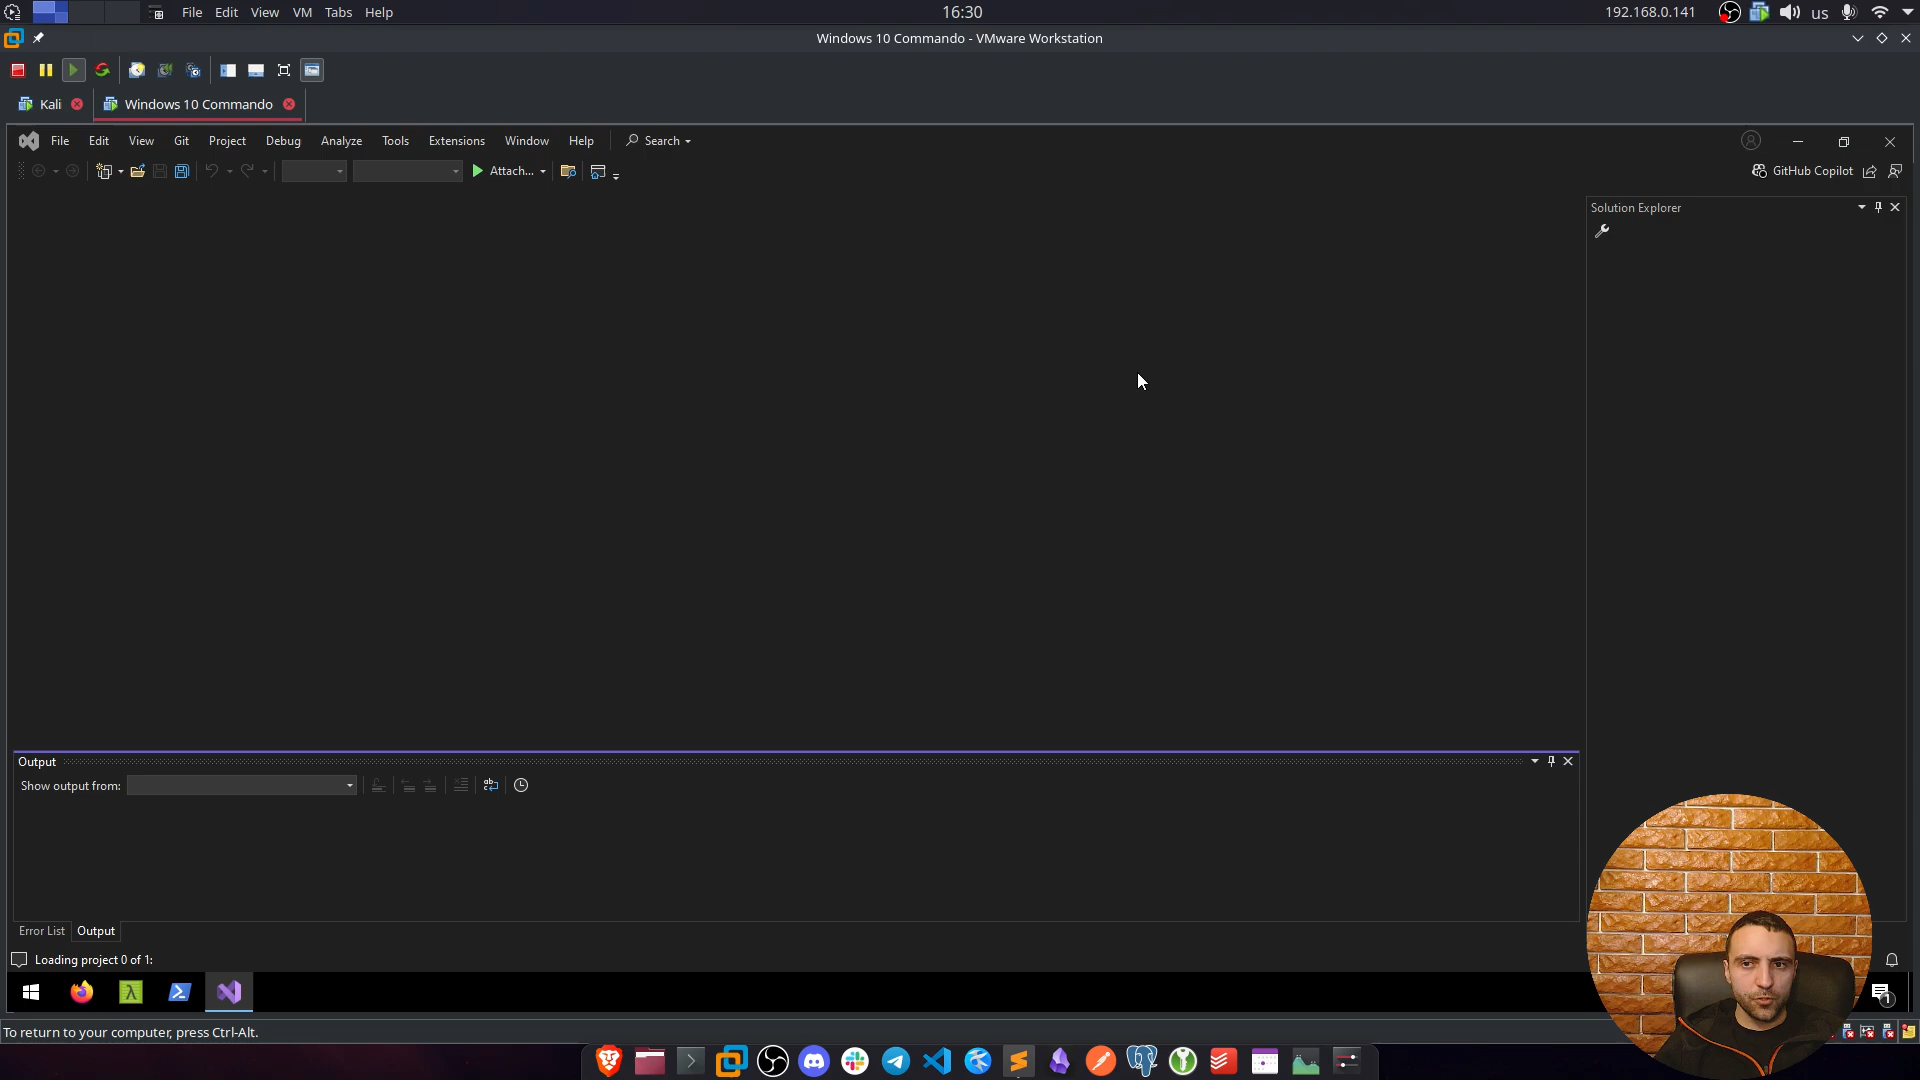 File Edit View VM Tabs Help
16:30
192.168.0.141
us
Windows 10 Commando - VMware Workstation
Kali
Windows 10 Commando
File Edit View Git Project Debug Analyze Tools Extensions Window Help
Search
Attach...
GitHub Copilot
Solution Explorer
Output
Show output from:
Error List Output
Loading project 0 of 1:
1
To return to your computer, press Ctrl-Alt.